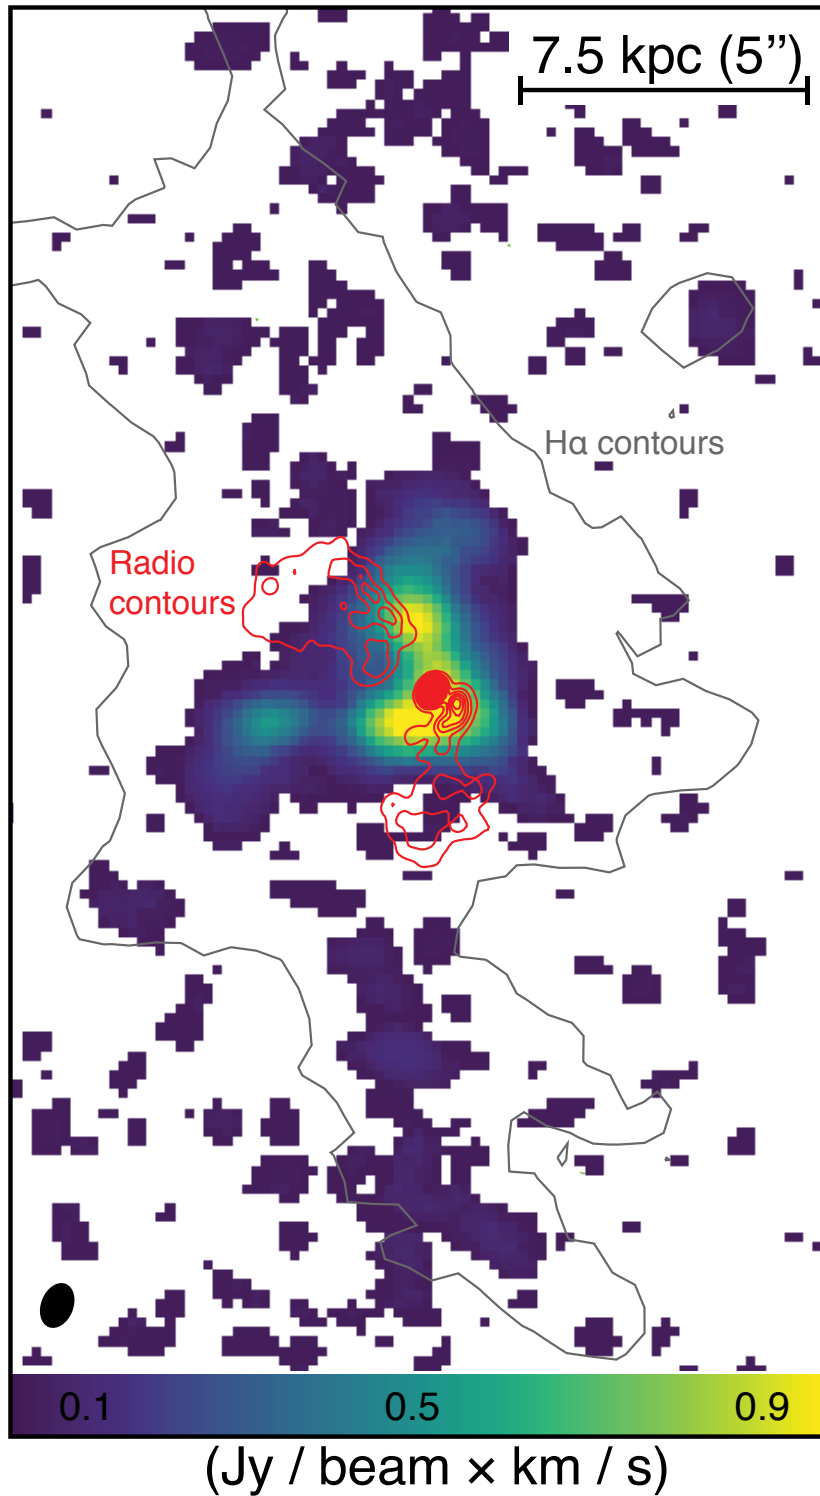 7.5 kpc (5”)
Hα contours
Radio
contours
0.1 0.5 0.9
(Jy / beam × km / s)